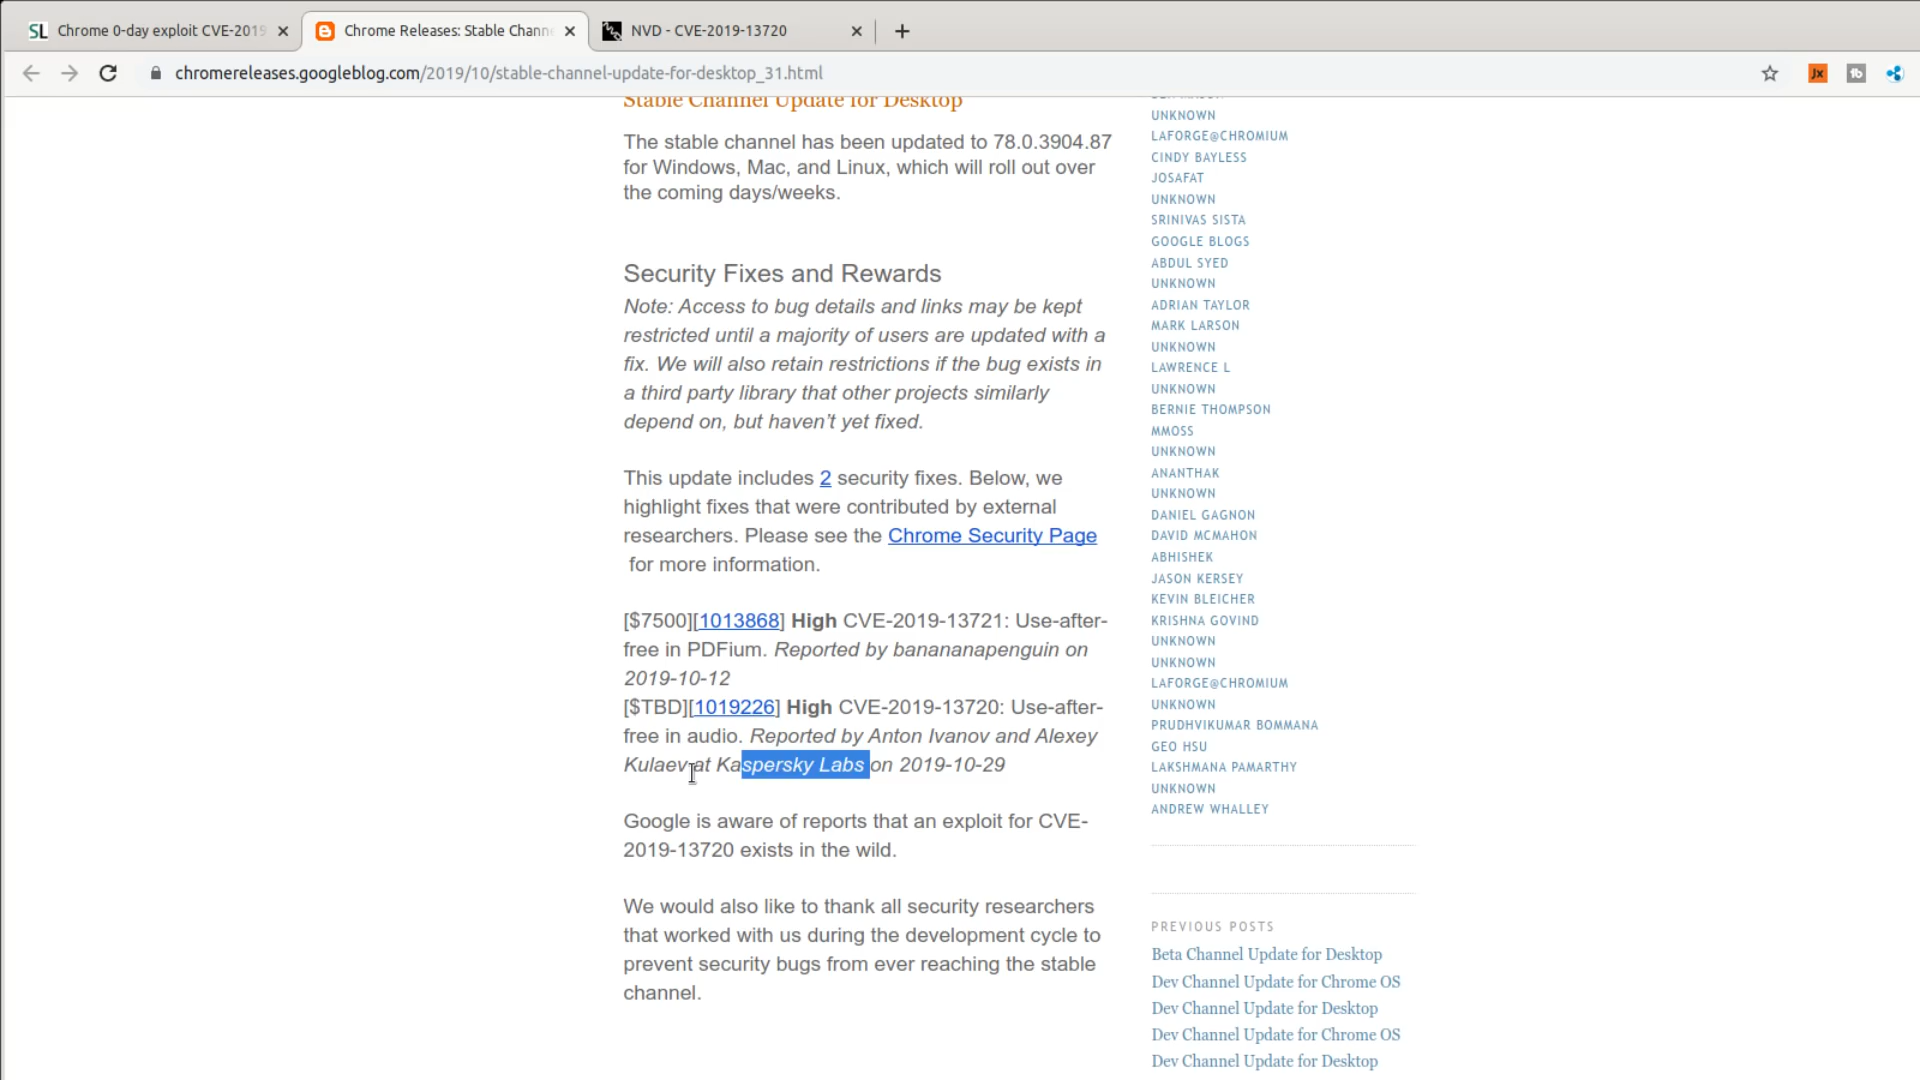 Chrome 0-day exploit CVE-2019
Chrome Releases: Stable Chann
NVD - CVE-2019-13720
chromereleases.googleblog.com/2019/10/stable-channel-update-for-desktop_31.html
Stable Channel Update for Desktop
The stable channel has been updated to 78.0.3904.87
for Windows, Mac, and Linux, which will roll out over
the coming days/weeks.
Security Fixes and Rewards
Note: Access to bug details and links may be kept
restricted until a majority of users are updated with a
fix. We will also retain restrictions if the bug exists in
a third party library that other projects similarly
depend on, but haven’t yet fixed.
This update includes 2 security fixes. Below, we
highlight fixes that were contributed by external
researchers. Please see the Chrome Security Page
for more information.
[$7500][1013868] High CVE-2019-13721: Use-after-
free in PDFium. Reported by banananapenguin on
2019-10-12
[$TBD][1019226] High CVE-2019-13720: Use-after-
free in audio. Reported by Anton Ivanov and Alexey
Kulaev at Kaspersky Labs on 2019-10-29
Google is aware of reports that an exploit for CVE-
2019-13720 exists in the wild.
We would also like to thank all security researchers
that worked with us during the development cycle to
prevent security bugs from ever reaching the stable
channel.
UNKNOWN
LAFORGE@CHROMIUM
CINDY BAYLESS
JOSAFAT
UNKNOWN
SRINIVAS SISTA
GOOGLE BLOGS
ABDUL SYED
UNKNOWN
ADRIAN TAYLOR
MARK LARSON
UNKNOWN
LAWRENCE L
UNKNOWN
BERNIE THOMPSON
MMOSS
UNKNOWN
ANANTHAK
UNKNOWN
DANIEL GAGNON
DAVID MCMAHON
ABHISHEK
JASON KERSEY
KEVIN BLEICHER
KRISHNA GOVIND
UNKNOWN
UNKNOWN
LAFORGE@CHROMIUM
UNKNOWN
PRUDHVIKUMAR BOMMANA
GEO HSU
LAKSHMANA PAMARTHY
UNKNOWN
ANDREW WHALLEY
PREVIOUS POSTS
Beta Channel Update for Desktop
Dev Channel Update for Chrome OS
Dev Channel Update for Desktop
Dev Channel Update for Chrome OS
Dev Channel Update for Desktop